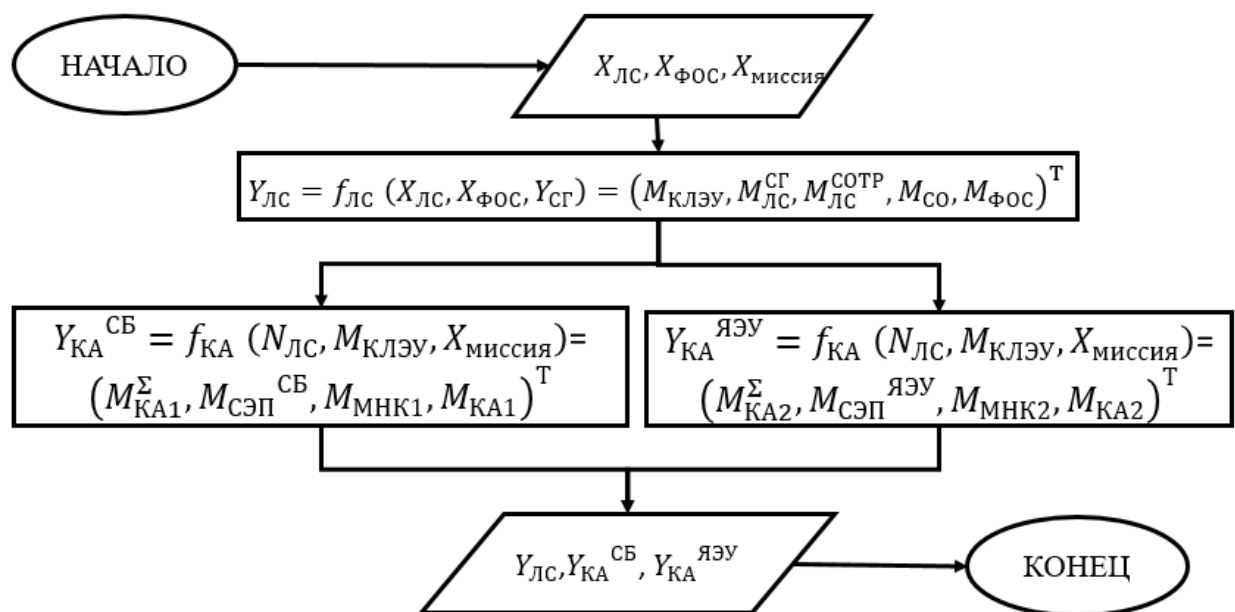 НАЧАЛО
X_ЛС, X_ФОС, X_миссия
Y_ЛС = f_ЛС (X_ЛС, X_ФОС, Y_СГ) = (M_КЛЭУ, M_ЛС^СГ, M_ЛС^СОТР, M_СО, M_ФОС)^Т
Y_КА^СБ = f_КА (N_ЛС, M_КЛЭУ, X_миссия)=
(M_КА1^Σ, M_СЭП^СБ, M_МНК1, M_КА1)^Т
Y_КА^ЯЭУ = f_КА (N_ЛС, M_КЛЭУ, X_миссия)=
(M_КА2^Σ, M_СЭП^ЯЭУ, M_МНК2, M_КА2)^Т
Y_ЛС,Y_КА^СБ, Y_КА^ЯЭУ
КОНЕЦ